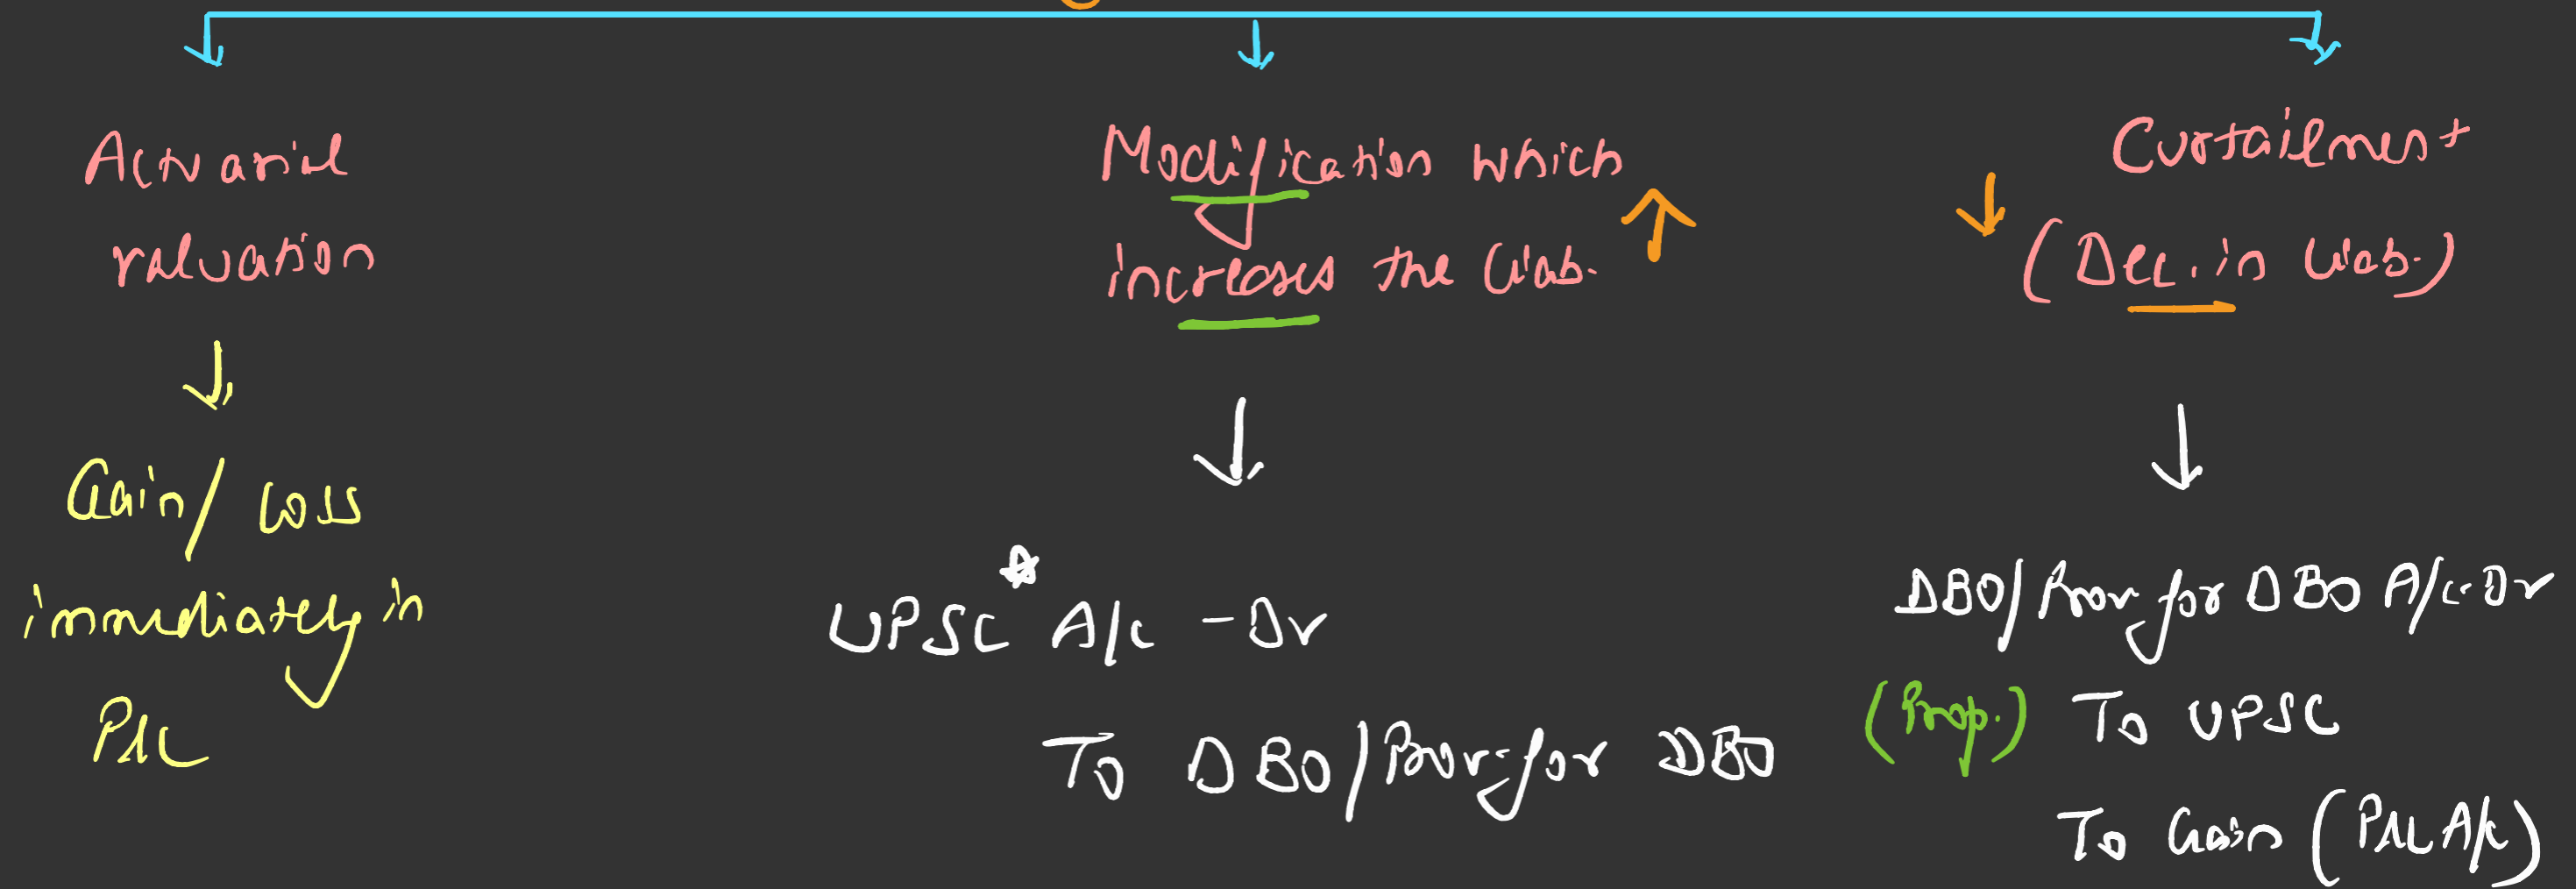 Actuarial
valuation
Gain/Loss
immediately in
P&L
Modification which
increases the Liab.
UPSC* A/c - Dr
To DBO/Prov. for DBO
Curtailment
(Dec. in Liab.)
DBO/Prov for DBO A/c-Dr
(Prop.) To UPSC
To Gain (P&L A/c)